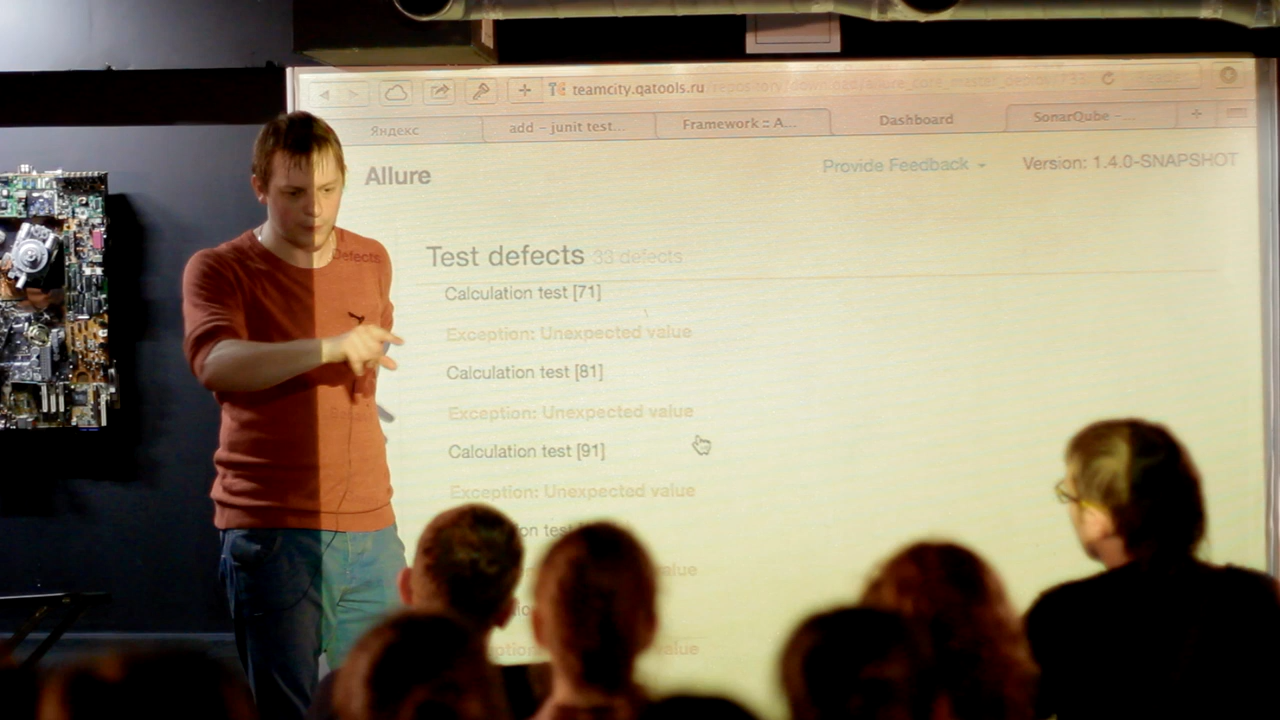 teamcity.qatools.ru
Яндекс
add – junit test...
Framework :: A...
Dashboard
SonarQube –...
Allure
Provide Feedback
Version: 1.4.0-SNAPSHOT
Defects
Test defects 33 defects
Calculation test [71]
Exception: Unexpected value
Calculation test [81]
Exception: Unexpected value
Calculation test [91]
Exception: Unexpected value